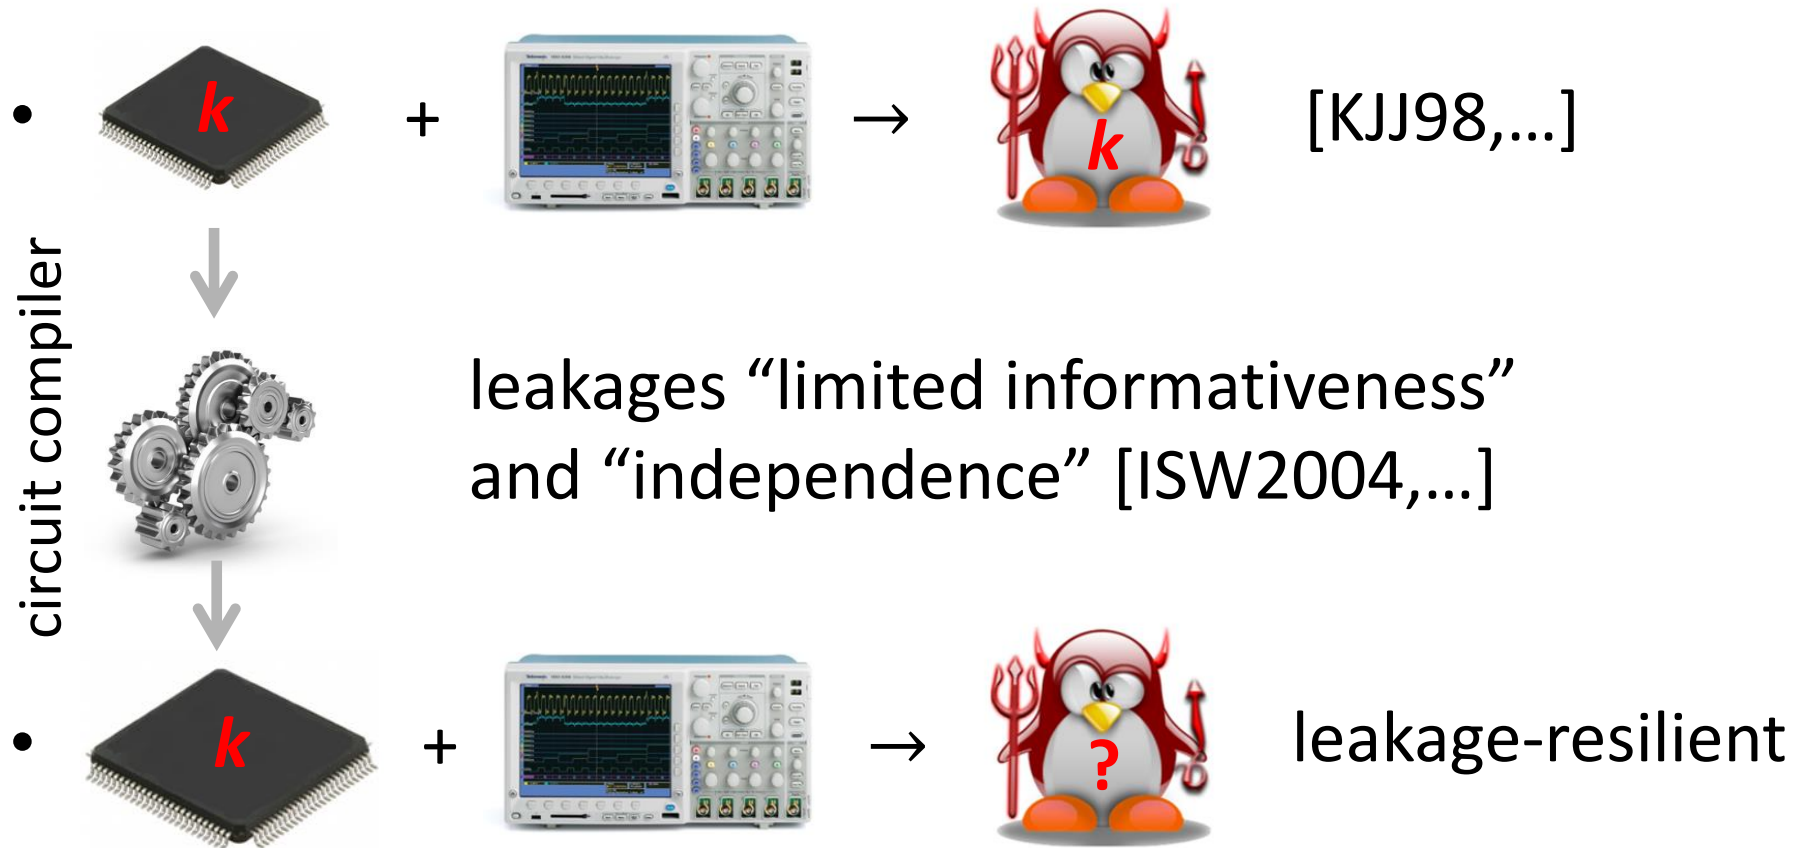 • k + → k [KJJ98,…]
circuit compiler
leakages “limited informativeness”
and “independence” [ISW2004,…]
• k + → ? leakage-resilient